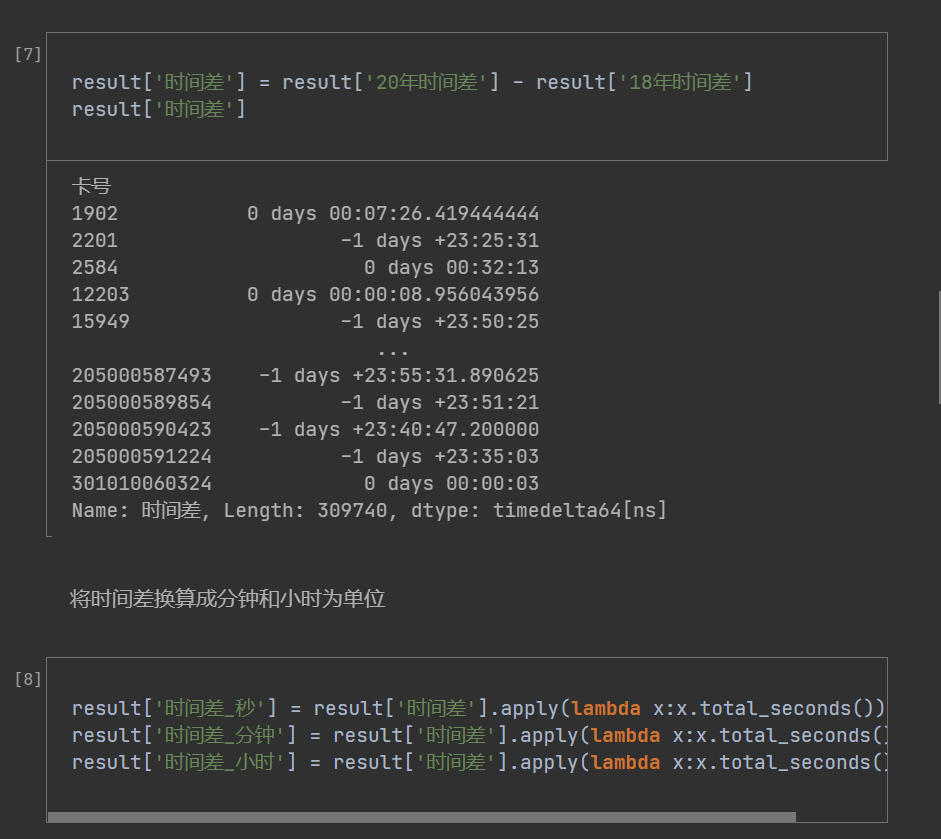 [7]
result['时间差'] = result['20年时间差'] - result['18年时间差']
result['时间差']
卡号
1902 0 days 00:07:26.419444444
2201 -1 days +23:25:31
2584 0 days 00:32:13
12203 0 days 00:00:08.956043956
15949 -1 days +23:50:25
...
205000587493 -1 days +23:55:31.890625
205000589854 -1 days +23:51:21
205000590423 -1 days +23:40:47.200000
205000591224 -1 days +23:35:03
301010060324 0 days 00:00:03
Name: 时间差, Length: 309740, dtype: timedelta64[ns]
将时间差换算成分钟和小时为单位
[8]
result['时间差_秒'] = result['时间差'].apply(lambda x:x.total_seconds())
result['时间差_分钟'] = result['时间差'].apply(lambda x:x.total_seconds()
result['时间差_小时'] = result['时间差'].apply(lambda x:x.total_seconds()